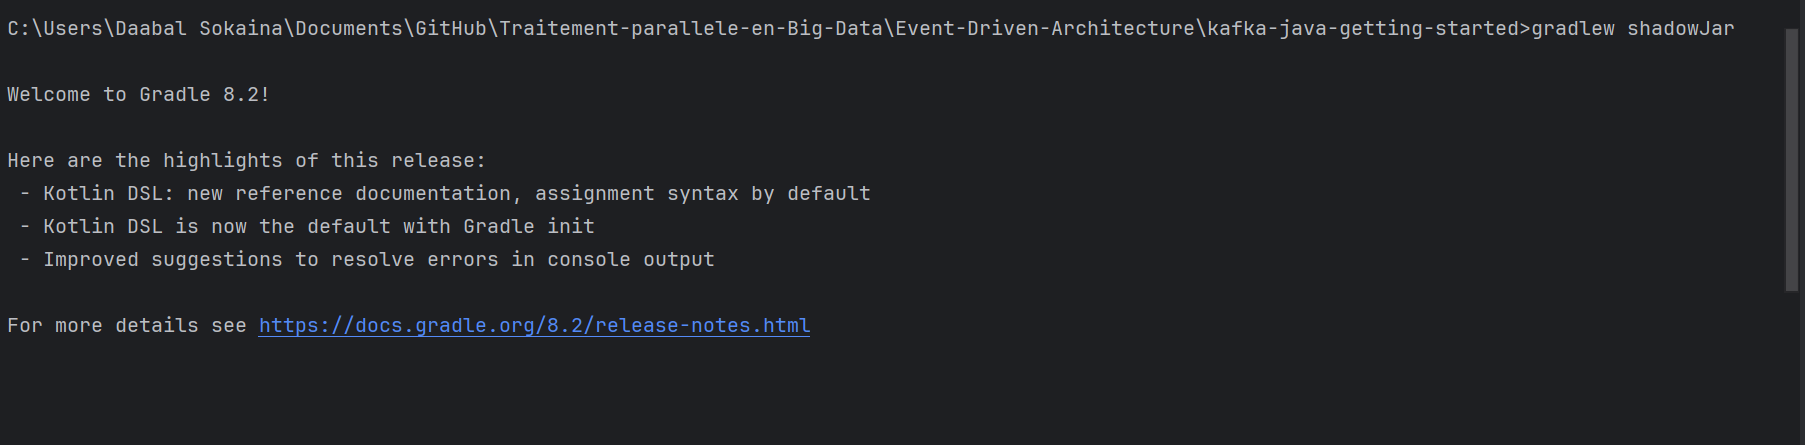 C:\Users\Daabal Sokaina\Documents\GitHub\Traitement-parallele-en-Big-Data\Event-Driven-Architecture\kafka-java-getting-started>gradlew shadowJar
Welcome to Gradle 8.2!
Here are the highlights of this release:
- Kotlin DSL: new reference documentation, assignment syntax by default
- Kotlin DSL is now the default with Gradle init
- Improved suggestions to resolve errors in console output
For more details see https://docs.gradle.org/8.2/release-notes.html